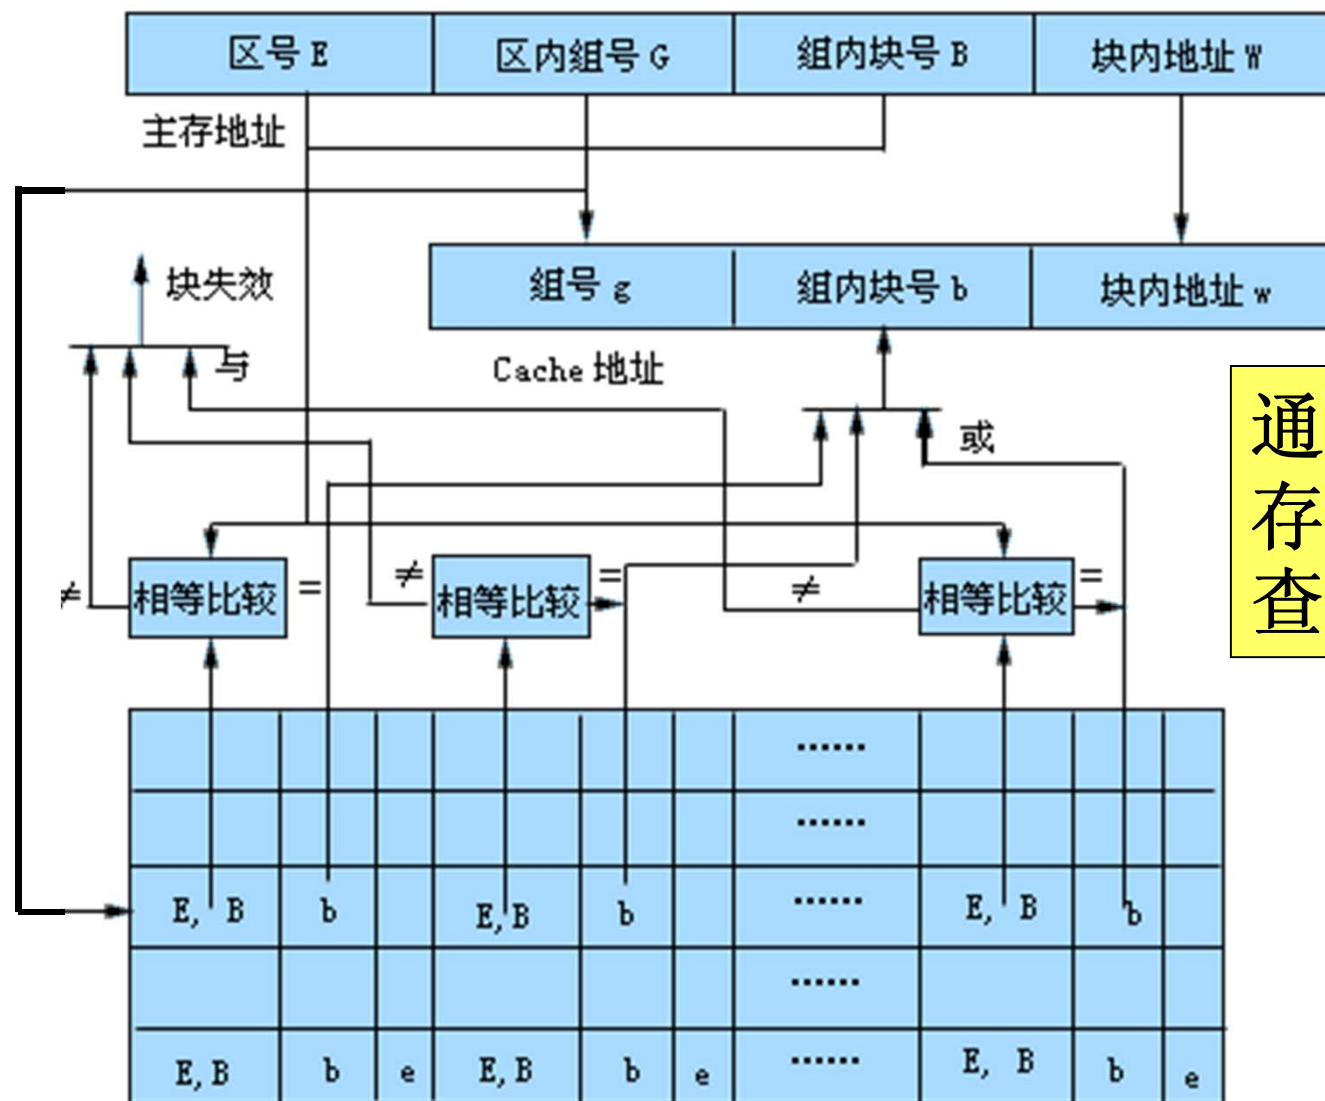 区号 E 区内组号 G 组内块号 B 块内地址 W
主存地址
组号 g 组内块号 b 块内地址 w
块失效
与
Cache 地址
或
通
存
查
≠ 相等比较 = ≠ 相等比较 = ≠ 相等比较 =
……
……
E, B b E,B b …… E, B b
……
E,B b e E,B b e …… E, B b e